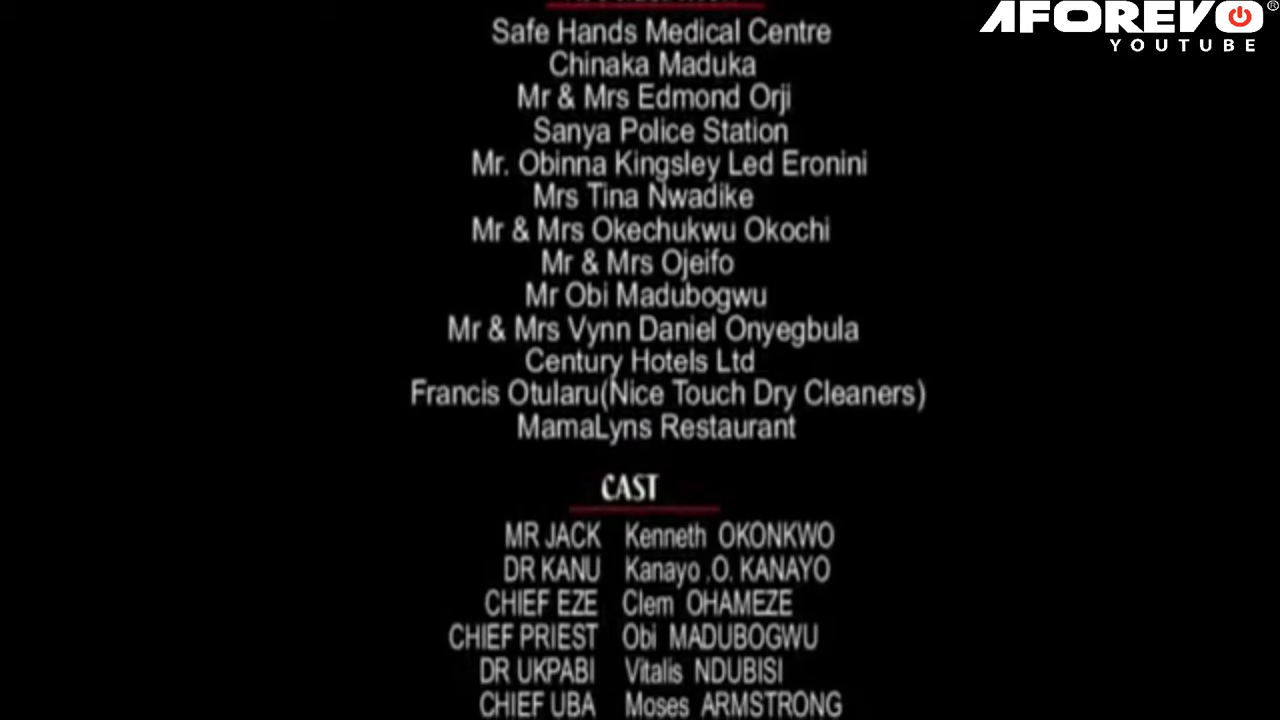 AFOREVO®
YOUTUBE
Safe Hands Medical Centre
Chinaka Maduka
Mr & Mrs Edmond Orji
Sanya Police Station
Mr. Obinna Kingsley Led Eronini
Mrs Tina Nwadike
Mr & Mrs Okechukwu Okochi
Mr & Mrs Ojeifo
Mr Obi Madubogwu
Mr & Mrs Vynn Daniel Onyegbula
Century Hotels Ltd
Francis Otularu(Nice Touch Dry Cleaners)
MamaLyns Restaurant
CAST
MR JACK Kenneth OKONKWO
DR KANU Kanayo .O. KANAYO
CHIEF EZE Clem OHAMEZE
CHIEF PRIEST Obi MADUBOGWU
DR UKPABI Vitalis NDUBISI
CHIEF UBA Moses ARMSTRONG